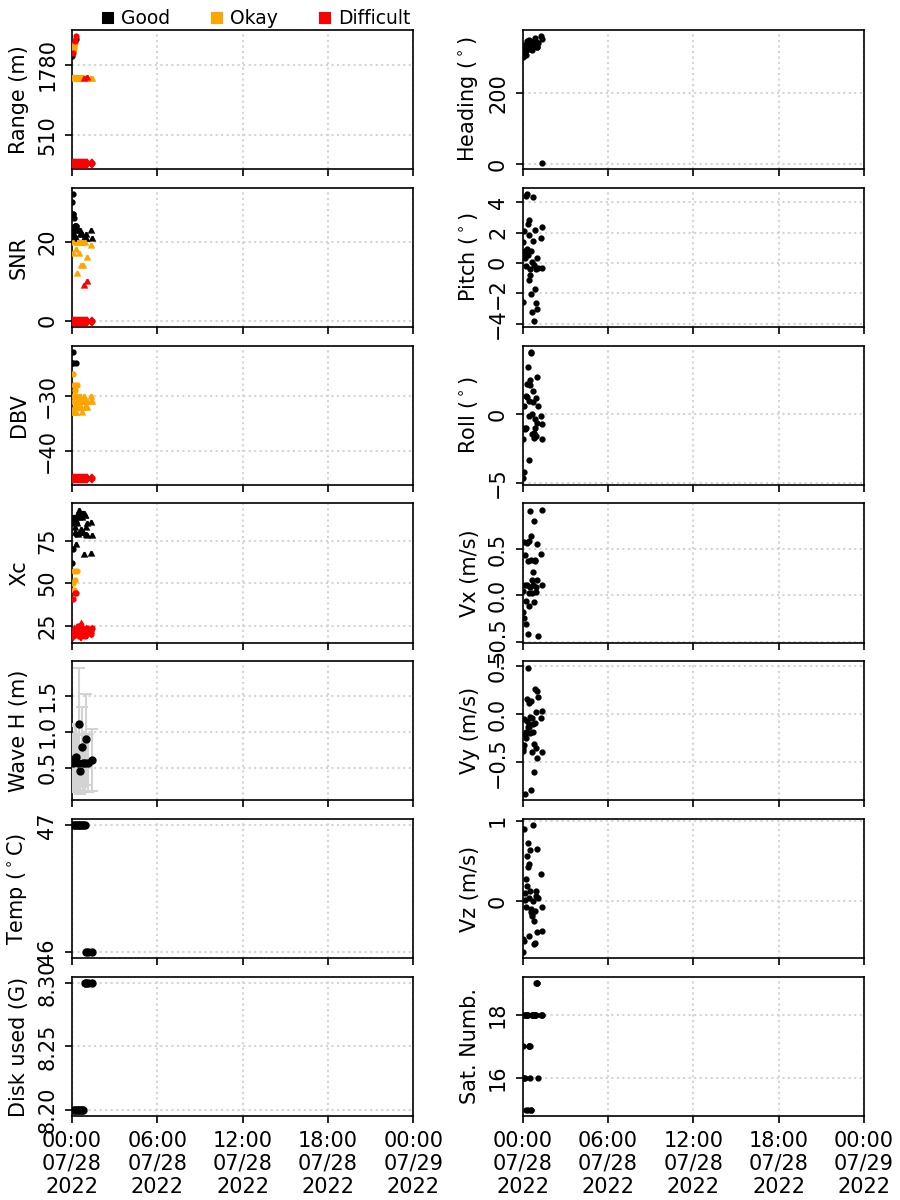 Good Okay Difficult
Range (m)
1780
510
Heading (°)
200
0
SNR
20
0
Pitch (°)
4
2
0
−2
−4
DBV
−30
−40
Roll (°)
0
−5
Xc
75
50
25
Vx (m/s)
0.5
0.0
−0.5
Wave H (m)
1.5
1.0
0.5
Vy (m/s)
0.5
0.0
−0.5
Temp (°C)
47
46
Vz (m/s)
1
0
Disk used (G)
8.30
8.25
8.20
Sat. Numb.
18
16
00:00 06:00 12:00 18:00 00:00
07/28 07/28 07/28 07/28 07/29
2022 2022 2022 2022 2022
00:00 06:00 12:00 18:00 00:00
07/28 07/28 07/28 07/28 07/29
2022 2022 2022 2022 2022